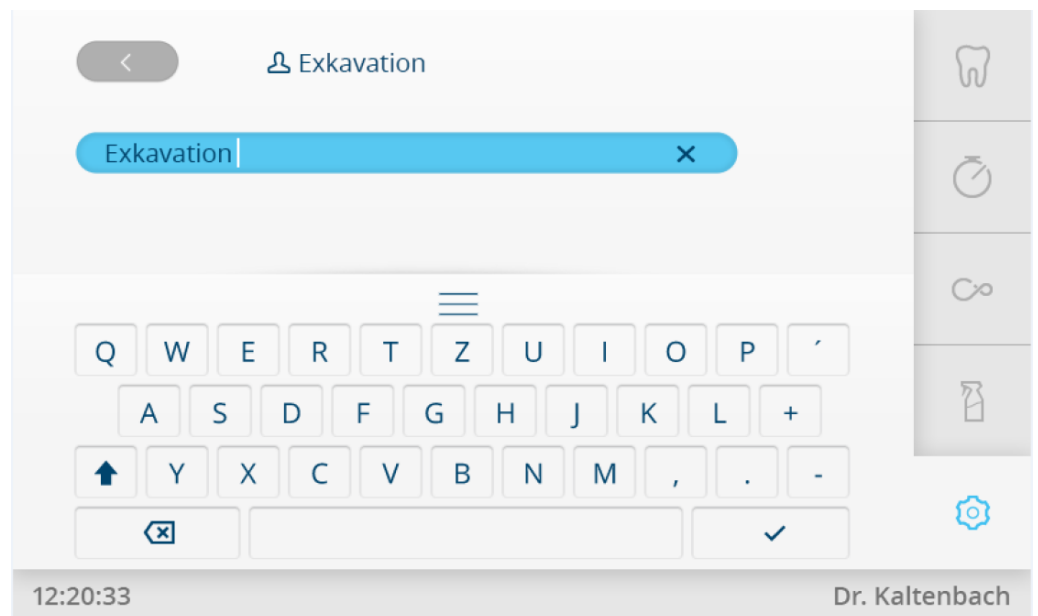 Exkavation
Exkavation
Q W E R T Z U I O P ´
A S D F G H J K L +
Y X C V B N M , . -
12:20:33 Dr. Kaltenbach